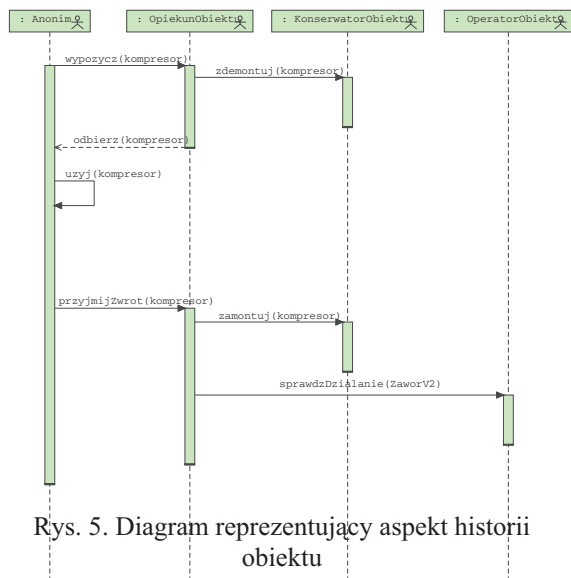 : Anonim
: OpiekunObiektu
: KonserwatorObiektu
: OperatorObiektu
wypozycz(kompresor)
zdemontuj(kompresor)
odbierz(kompresor)
uzyj(kompresor)
przyjmijZwrot(kompresor)
zamontuj(kompresor)
sprawdzDzialanie(ZaworV2)
Rys. 5. Diagram reprezentujący aspekt historii
obiektu